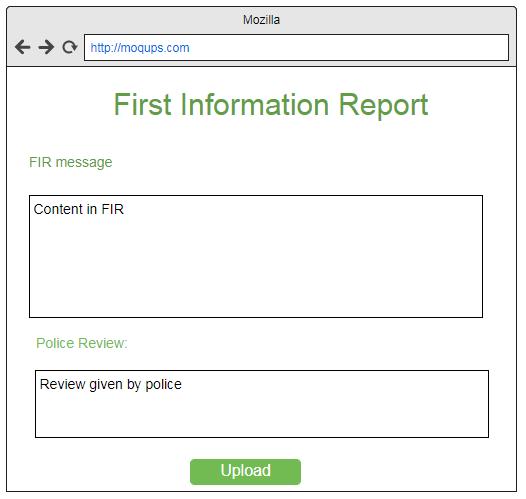 Mozilla
http://moqups.com
First Information Report
FIR message
Content in FIR
Police Review:
Review given by police
Upload